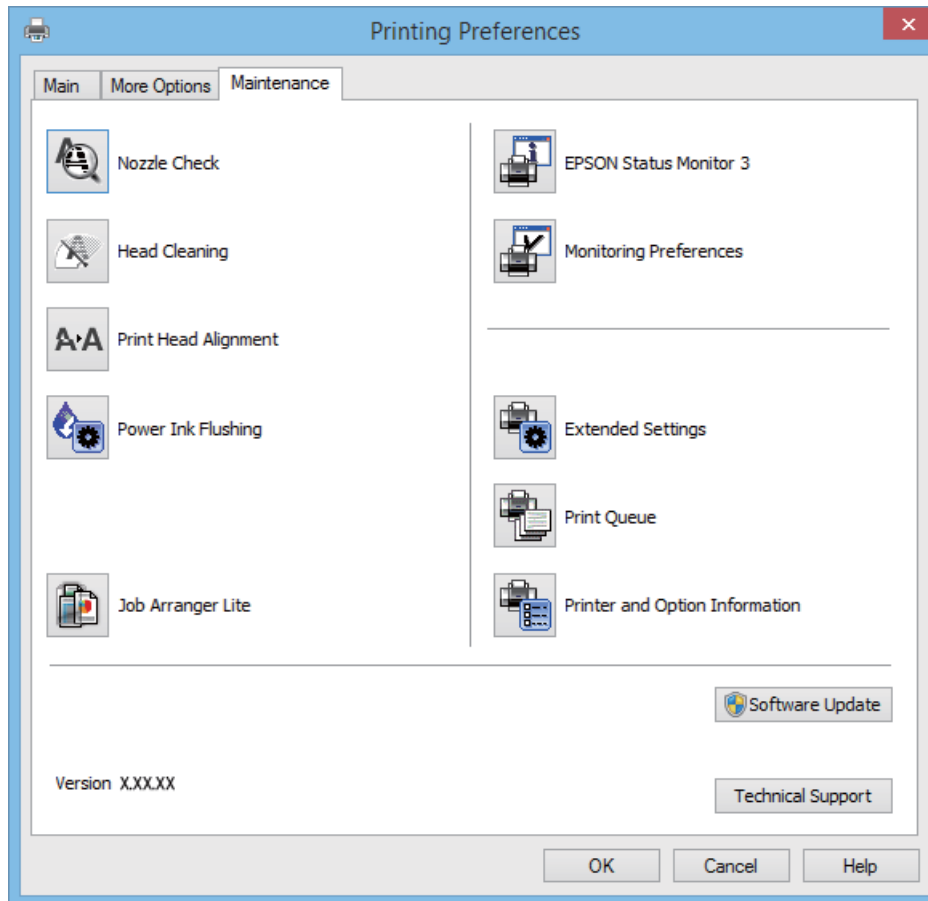 Printing Preferences
Main
More Options
Maintenance
Nozzle Check
Head Cleaning
Print Head Alignment
Power Ink Flushing
Job Arranger Lite
EPSON Status Monitor 3
Monitoring Preferences
Extended Settings
Print Queue
Printer and Option Information
Software Update
Version X.XX.XX
Technical Support
OK
Cancel
Help